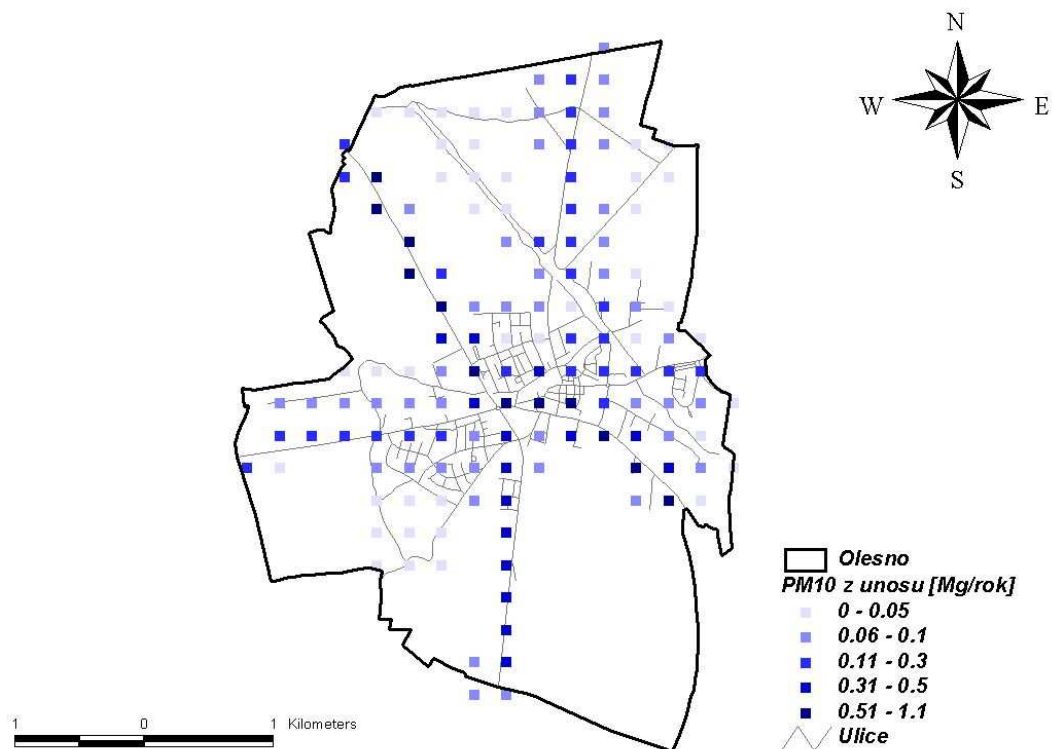 N
W
E
S
Olesno
PM10 z unosu [Mg/rok]
0 - 0.05
0.06 - 0.1
0.11 - 0.3
0.31 - 0.5
0.51 - 1.1
Ulice
1 0 1 Kilometers